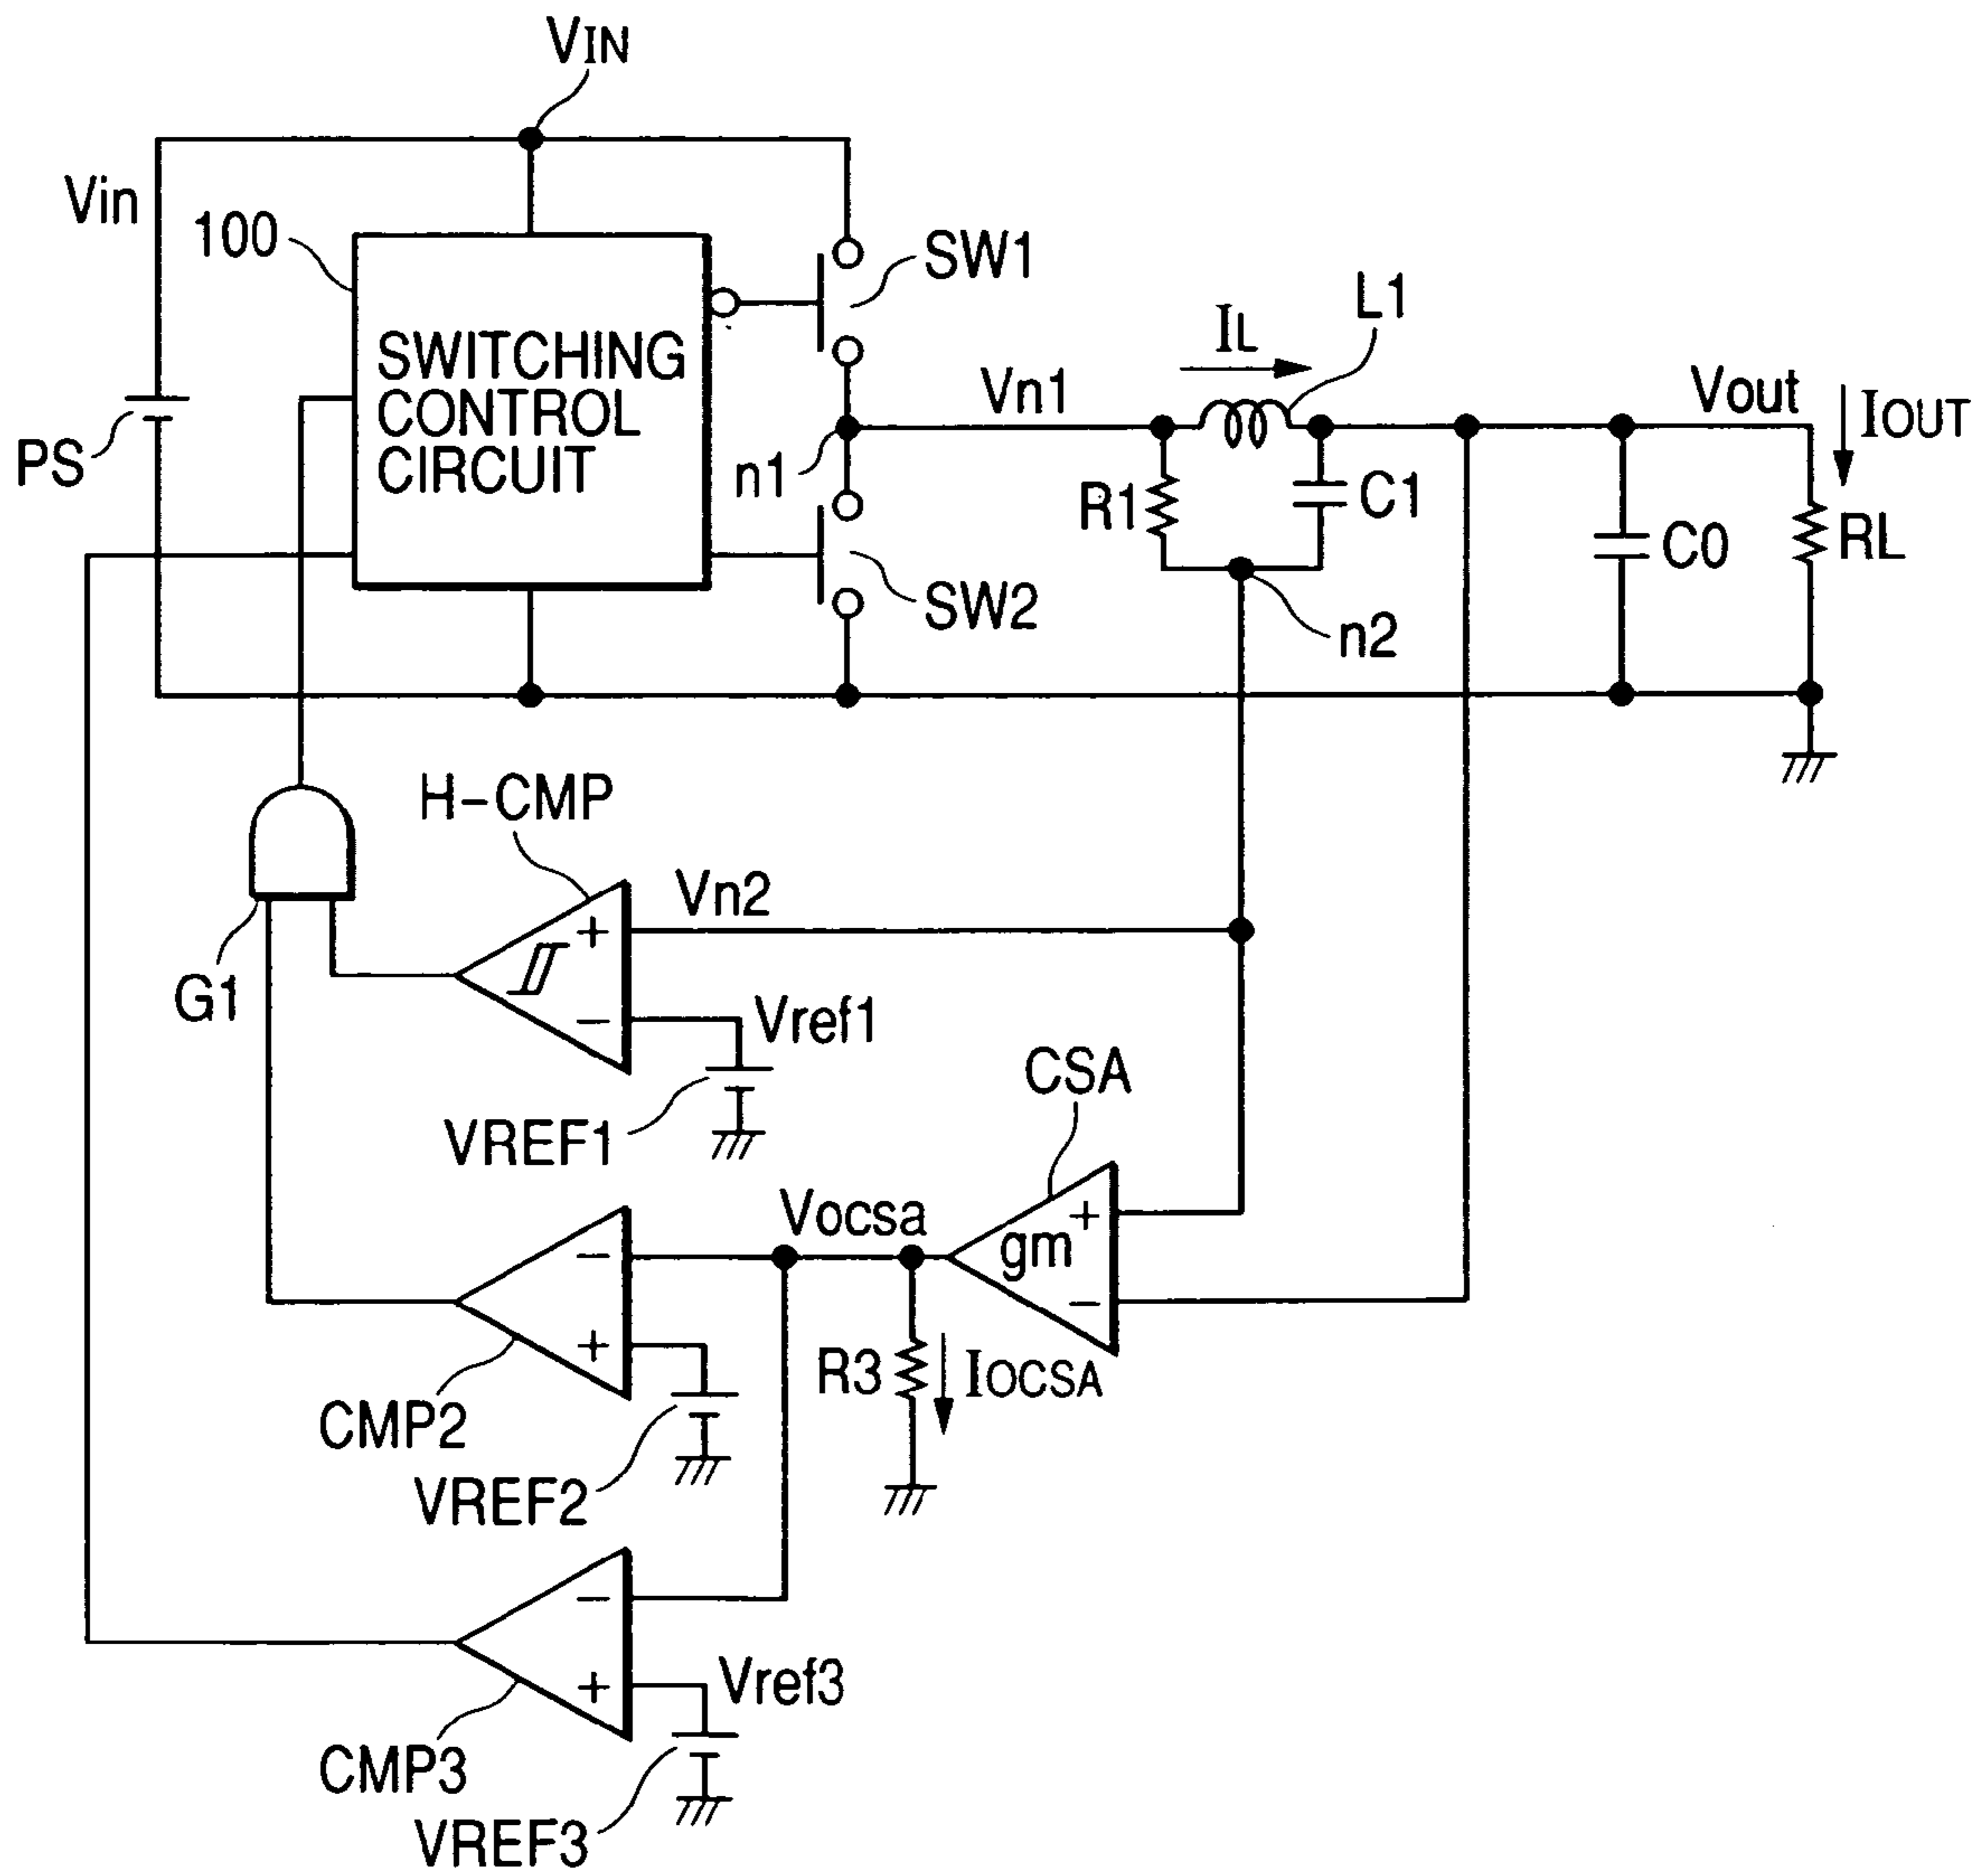 VIN
Vin
100
SW1
SWITCHING
CONTROL
CIRCUIT
L1
IL
Vn1
Vout
IOUT
PS
n1
R1
C1
C0
RL
SW2
n2
H-CMP
+
Vn2
G1
−
Vref1
CSA
VREF1
Vocsa
+
gm
−
−
+
R3
IOCSA
CMP2
VREF2
−
+
Vref3
CMP3
VREF3